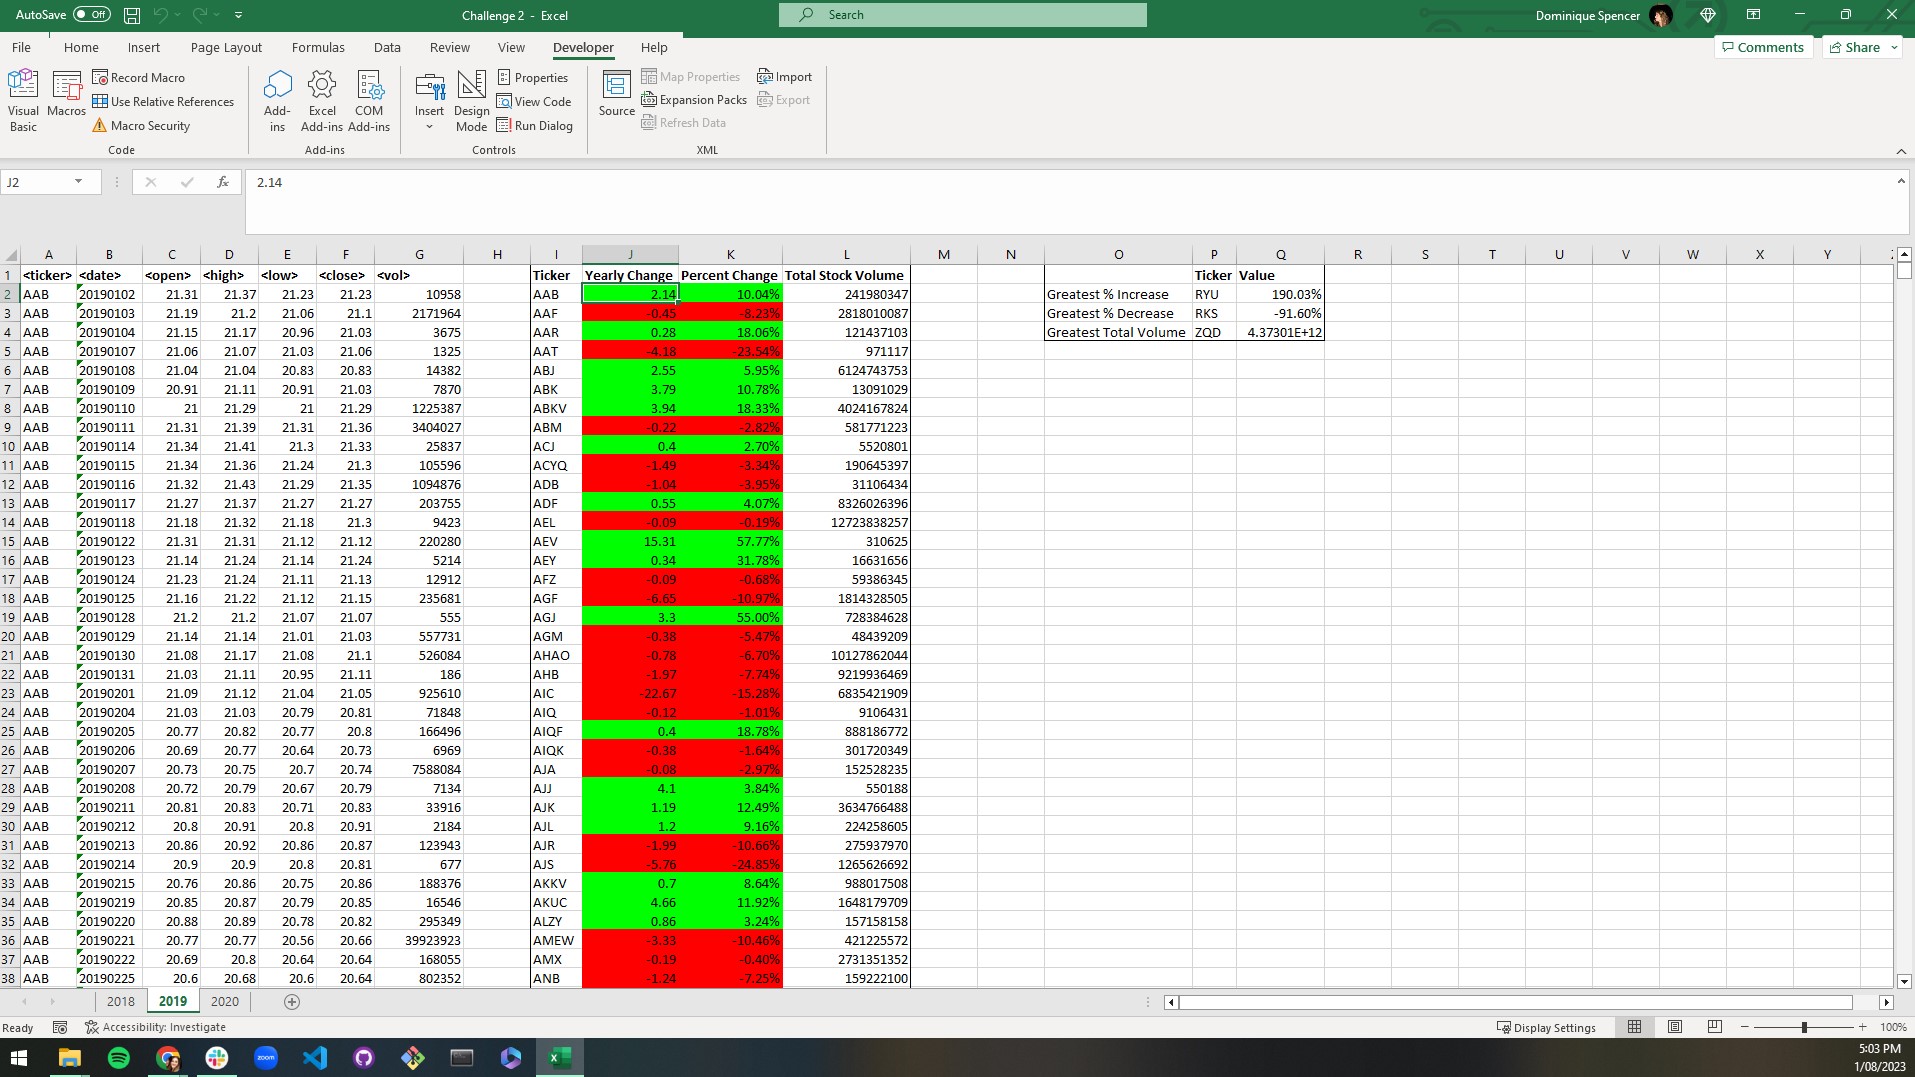 AutoSave Off Challenge 2 - Excel Search Dominique Spencer
File Home Insert Page Layout Formulas Data Review View Developer Help Comments Share
Visual Basic
Macros
Record Macro
Use Relative References
Macro Security
Code
Add-ins
Excel Add-ins
COM Add-ins
Add-ins
Insert
Design Mode
Properties
View Code
Run Dialog
Controls
Source
Map Properties
Expansion Packs
Refresh Data
Import
Export
XML
J2 fx 2.14
A B C D E F G H I J K L M N O P Q R S T U V W X Y
1 <ticker> <date> <open> <high> <low> <close> <vol> Ticker Yearly Change Percent Change Total Stock Volume Ticker Value
2 AAB 20190102 21.31 21.37 21.23 21.23 10958 AAB 2.14 10.04% 241980347 Greatest % Increase RYU 190.03%
3 AAB 20190103 21.19 21.2 21.06 21.1 2171964 AAF -0.45 -8.23% 2818010087 Greatest % Decrease RKS -91.60%
4 AAB 20190104 21.15 21.17 20.96 21.03 3675 AAR 0.28 18.06% 121437103 Greatest Total Volume ZQD 4.37301E+12
5 AAB 20190107 21.06 21.07 21.03 21.06 1325 AAT -4.18 -23.54% 971117
6 AAB 20190108 21.04 21.04 20.83 20.83 14382 ABJ 2.55 5.95% 6124743753
7 AAB 20190109 20.91 21.11 20.91 21.03 7870 ABK 3.79 10.78% 13091029
8 AAB 20190110 21 21.29 21 21.29 1225387 ABKV 3.94 18.33% 4024167824
9 AAB 20190111 21.31 21.39 21.31 21.36 3404027 ABM -0.22 -2.82% 581771223
10 AAB 20190114 21.34 21.41 21.3 21.33 25837 ACJ 0.4 2.70% 5520801
11 AAB 20190115 21.34 21.36 21.24 21.3 105596 ACYQ -1.49 -3.34% 190645397
12 AAB 20190116 21.32 21.43 21.29 21.35 1094876 ADB -1.04 -3.95% 31106434
13 AAB 20190117 21.27 21.37 21.27 21.27 203755 ADF 0.55 4.07% 8326026396
14 AAB 20190118 21.18 21.32 21.18 21.3 9423 AEL -0.09 -0.19% 12723838257
15 AAB 20190122 21.31 21.31 21.12 21.12 220280 AEV 15.31 57.77% 310625
16 AAB 20190123 21.14 21.24 21.14 21.24 5214 AEY 0.34 31.78% 16631656
17 AAB 20190124 21.23 21.24 21.11 21.13 12912 AFZ -0.09 -0.68% 59386345
18 AAB 20190125 21.16 21.22 21.12 21.15 235681 AGF -6.65 -10.97% 1814328505
19 AAB 20190128 21.2 21.2 21.07 21.07 555 AGJ 3.3 55.00% 728384628
20 AAB 20190129 21.14 21.14 21.01 21.03 557731 AGM -0.38 -5.47% 48439209
21 AAB 20190130 21.08 21.17 21.08 21.1 526084 AHAO -0.78 -6.70% 10127862044
22 AAB 20190131 21.03 21.11 20.95 21.11 186 AHB -1.97 -7.74% 9219936469
23 AAB 20190201 21.09 21.12 21.04 21.05 925610 AIC -22.67 -15.28% 6835421909
24 AAB 20190204 21.03 21.03 20.79 20.81 71848 AIQ -0.12 -1.01% 9106431
25 AAB 20190205 20.77 20.82 20.77 20.8 166496 AIQF 0.4 18.78% 888186772
26 AAB 20190206 20.69 20.77 20.64 20.73 6969 AIQK -0.38 -1.64% 301720349
27 AAB 20190207 20.73 20.75 20.7 20.74 7588084 AJA -0.08 -2.97% 152528235
28 AAB 20190208 20.72 20.79 20.67 20.79 7134 AJJ 4.1 3.84% 550188
29 AAB 20190211 20.81 20.83 20.71 20.83 33916 AJK 1.19 12.49% 3634766488
30 AAB 20190212 20.8 20.91 20.8 20.91 2184 AJL 1.2 9.16% 224258605
31 AAB 20190213 20.86 20.92 20.86 20.87 123943 AJR -1.99 -10.66% 275937970
32 AAB 20190214 20.9 20.9 20.8 20.81 677 AJS -5.76 -24.85% 1265626692
33 AAB 20190215 20.76 20.86 20.75 20.86 188376 AKKV 0.7 8.64% 988017508
34 AAB 20190219 20.85 20.87 20.79 20.85 16546 AKUC 4.66 11.92% 1648179709
35 AAB 20190220 20.88 20.89 20.78 20.82 295349 ALZY 0.86 3.24% 157158158
36 AAB 20190221 20.77 20.77 20.56 20.66 39923923 AMEW -3.33 -10.46% 421225572
37 AAB 20190222 20.69 20.8 20.64 20.64 168055 AMX -0.19 -0.40% 2731351352
38 AAB 20190225 20.6 20.68 20.6 20.64 802352 ANB -1.24 -7.25% 159222100
2018 2019 2020
Ready Accessibility: Investigate Display Settings 100%
zoom
5:03 PM
1/08/2023